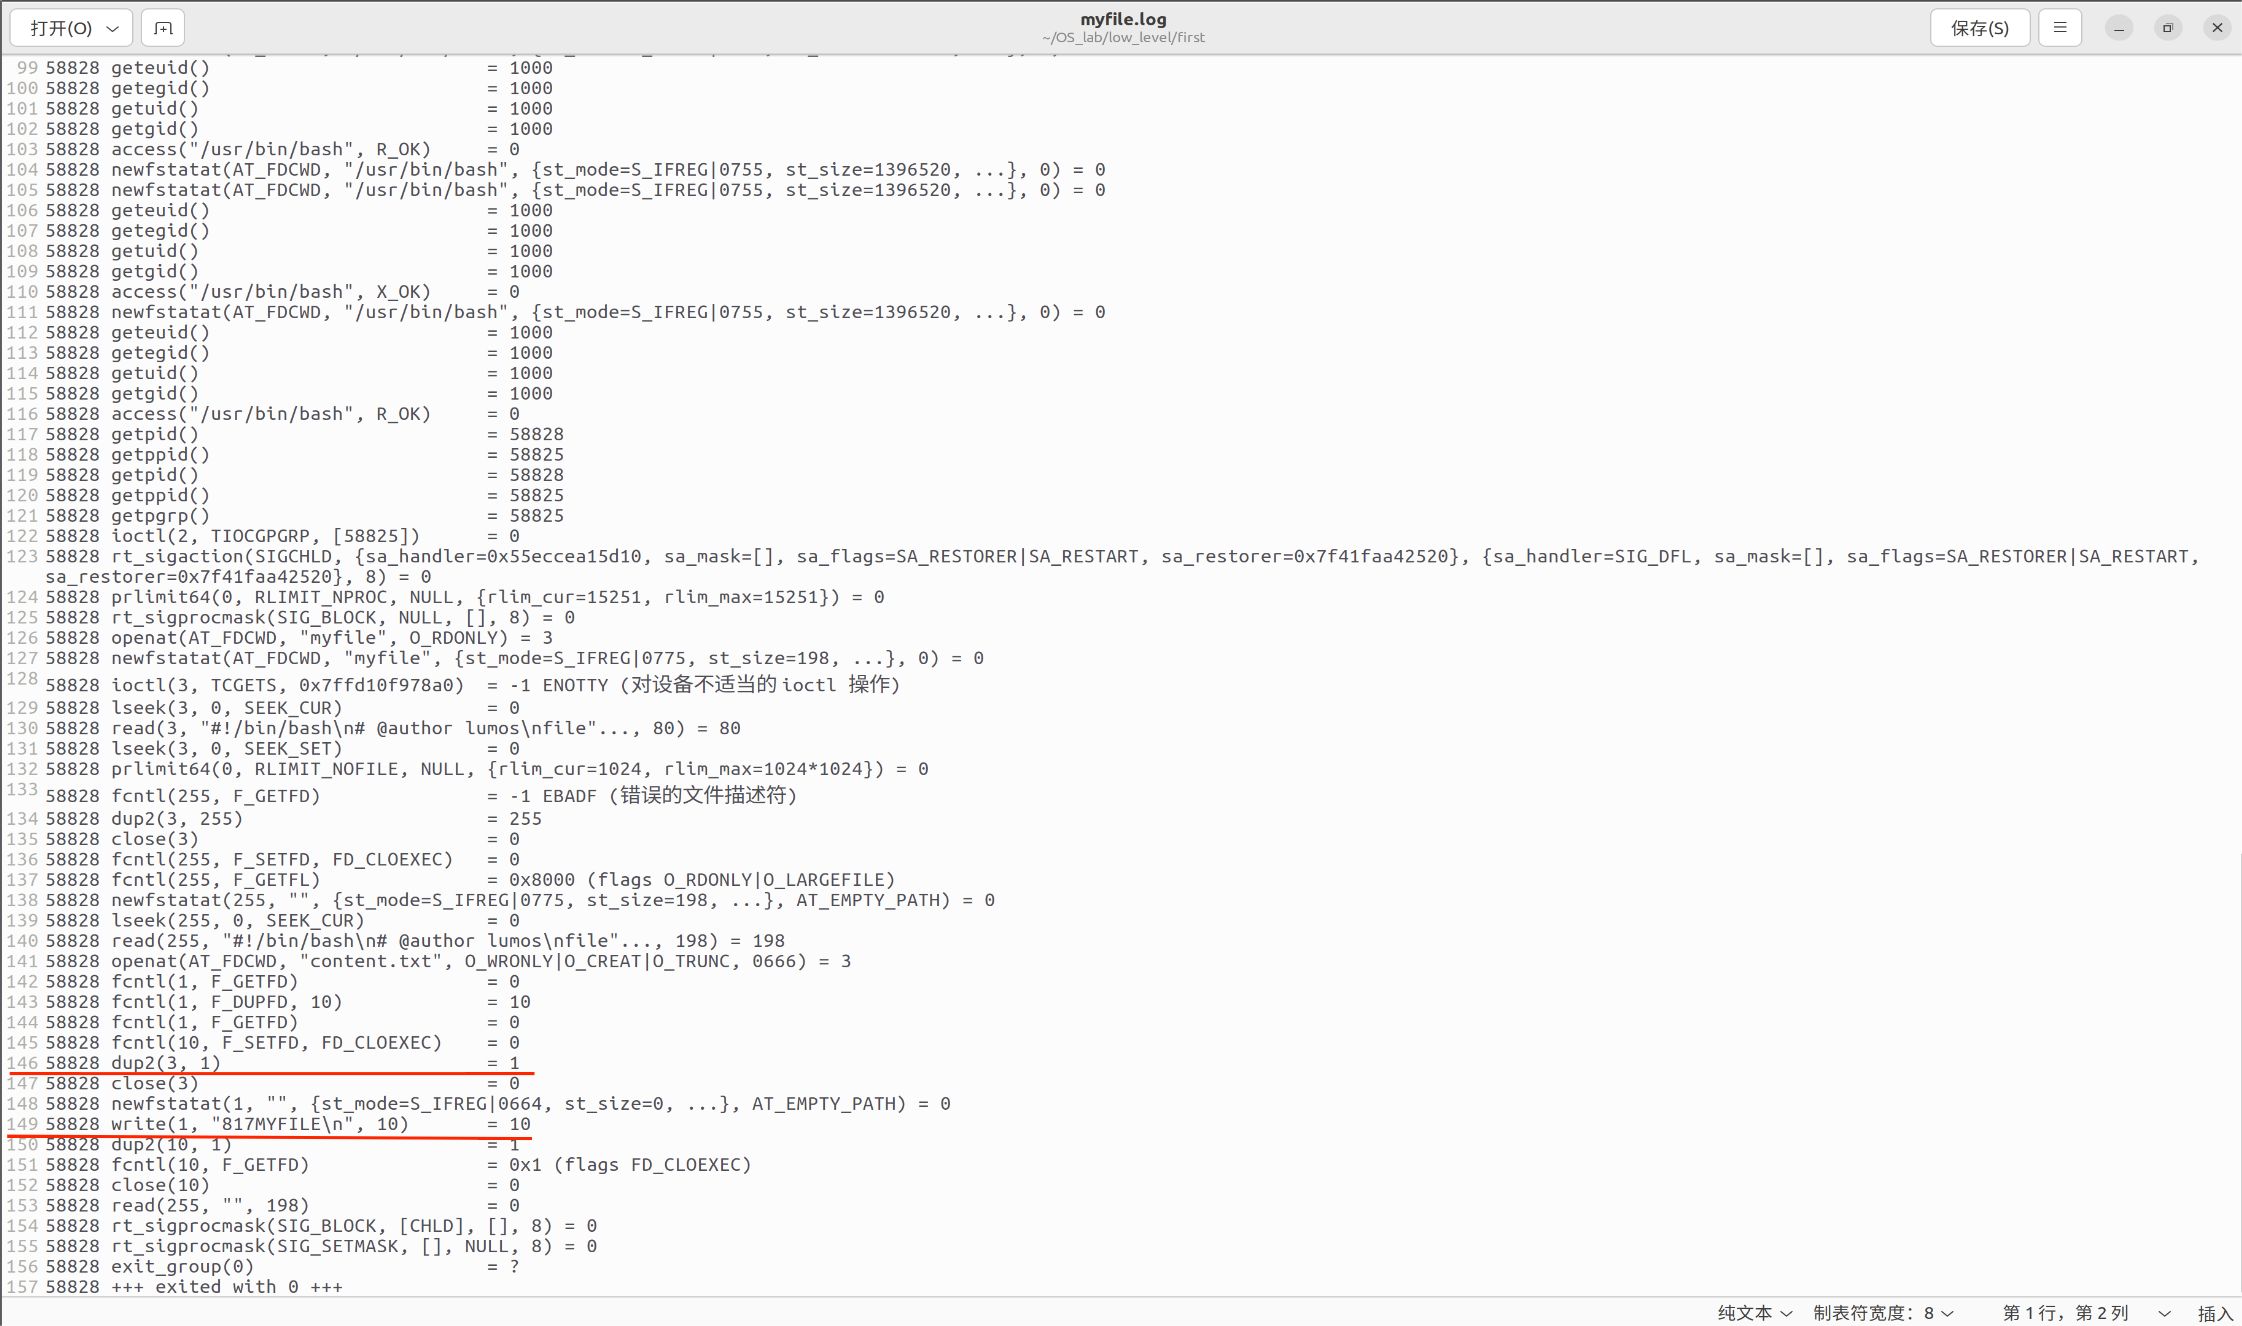 打开(O)
myfile.log
~/OS_lab/low_level/first
保存(S)
99 58828 geteuid() = 1000
100 58828 getegid() = 1000
101 58828 getuid() = 1000
102 58828 getgid() = 1000
103 58828 access("/usr/bin/bash", R_OK) = 0
104 58828 newfstatat(AT_FDCWD, "/usr/bin/bash", {st_mode=S_IFREG|0755, st_size=1396520, ...}, 0) = 0
105 58828 newfstatat(AT_FDCWD, "/usr/bin/bash", {st_mode=S_IFREG|0755, st_size=1396520, ...}, 0) = 0
106 58828 geteuid() = 1000
107 58828 getegid() = 1000
108 58828 getuid() = 1000
109 58828 getgid() = 1000
110 58828 access("/usr/bin/bash", X_OK) = 0
111 58828 newfstatat(AT_FDCWD, "/usr/bin/bash", {st_mode=S_IFREG|0755, st_size=1396520, ...}, 0) = 0
112 58828 geteuid() = 1000
113 58828 getegid() = 1000
114 58828 getuid() = 1000
115 58828 getgid() = 1000
116 58828 access("/usr/bin/bash", R_OK) = 0
117 58828 getpid() = 58828
118 58828 getppid() = 58825
119 58828 getpid() = 58828
120 58828 getppid() = 58825
121 58828 getpgrp() = 58825
122 58828 ioctl(2, TIOCGPGRP, [58825]) = 0
123 58828 rt_sigaction(SIGCHLD, {sa_handler=0x55eccea15d10, sa_mask=[], sa_flags=SA_RESTORER|SA_RESTART, sa_restorer=0x7f41faa42520}, {sa_handler=SIG_DFL, sa_mask=[], sa_flags=SA_RESTORER|SA_RESTART,
sa_restorer=0x7f41faa42520}, 8) = 0
124 58828 prlimit64(0, RLIMIT_NPROC, NULL, {rlim_cur=15251, rlim_max=15251}) = 0
125 58828 rt_sigprocmask(SIG_BLOCK, NULL, [], 8) = 0
126 58828 openat(AT_FDCWD, "myfile", O_RDONLY) = 3
127 58828 newfstatat(AT_FDCWD, "myfile", {st_mode=S_IFREG|0775, st_size=198, ...}, 0) = 0
128 58828 ioctl(3, TCGETS, 0x7ffd10f978a0) = -1 ENOTTY (对设备不适当的 ioctl 操作)
129 58828 lseek(3, 0, SEEK_CUR) = 0
130 58828 read(3, "#!/bin/bash\n# @author lumos\nfile"..., 80) = 80
131 58828 lseek(3, 0, SEEK_SET) = 0
132 58828 prlimit64(0, RLIMIT_NOFILE, NULL, {rlim_cur=1024, rlim_max=1024*1024}) = 0
133 58828 fcntl(255, F_GETFD) = -1 EBADF (错误的文件描述符)
134 58828 dup2(3, 255) = 255
135 58828 close(3) = 0
136 58828 fcntl(255, F_SETFD, FD_CLOEXEC) = 0
137 58828 fcntl(255, F_GETFL) = 0x8000 (flags O_RDONLY|O_LARGEFILE)
138 58828 newfstatat(255, "", {st_mode=S_IFREG|0775, st_size=198, ...}, AT_EMPTY_PATH) = 0
139 58828 lseek(255, 0, SEEK_CUR) = 0
140 58828 read(255, "#!/bin/bash\n# @author lumos\nfile"..., 198) = 198
141 58828 openat(AT_FDCWD, "content.txt", O_WRONLY|O_CREAT|O_TRUNC, 0666) = 3
142 58828 fcntl(1, F_GETFD) = 0
143 58828 fcntl(1, F_DUPFD, 10) = 10
144 58828 fcntl(1, F_GETFD) = 0
145 58828 fcntl(10, F_SETFD, FD_CLOEXEC) = 0
146 58828 dup2(3, 1) = 1
147 58828 close(3) = 0
148 58828 newfstatat(1, "", {st_mode=S_IFREG|0664, st_size=0, ...}, AT_EMPTY_PATH) = 0
149 58828 write(1, "817MYFILE\n", 10) = 10
150 58828 dup2(10, 1) = 1
151 58828 fcntl(10, F_GETFD) = 0x1 (flags FD_CLOEXEC)
152 58828 close(10) = 0
153 58828 read(255, "", 198) = 0
154 58828 rt_sigprocmask(SIG_BLOCK, [CHLD], [], 8) = 0
155 58828 rt_sigprocmask(SIG_SETMASK, [], NULL, 8) = 0
156 58828 exit_group(0) = ?
157 58828 +++ exited with 0 +++
纯文本 制表符宽度：8 第 1 行，第 2 列 插入